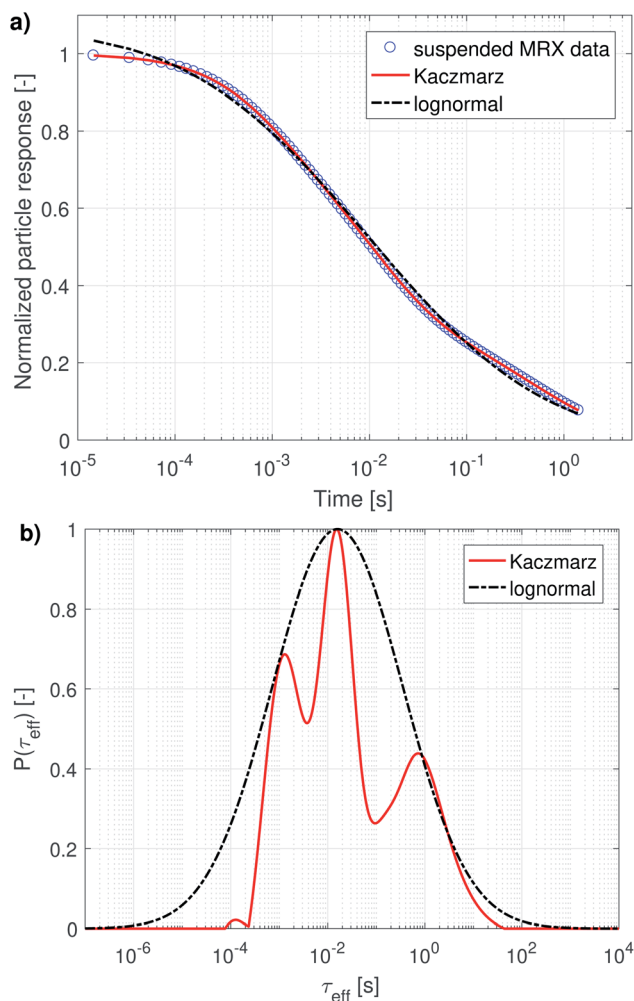 a)
Normalized particle response [-]
1
0.8
0.6
0.4
0.2
0
suspended MRX data
Kaczmarz
lognormal
10^-5 10^-4 10^-3 10^-2 10^-1 10^0
Time [s]
b)
P(τ_eff) [-]
1
0.8
0.6
0.4
0.2
0
Kaczmarz
lognormal
10^-6 10^-4 10^-2 10^0 10^2 10^4
τ_eff [s]